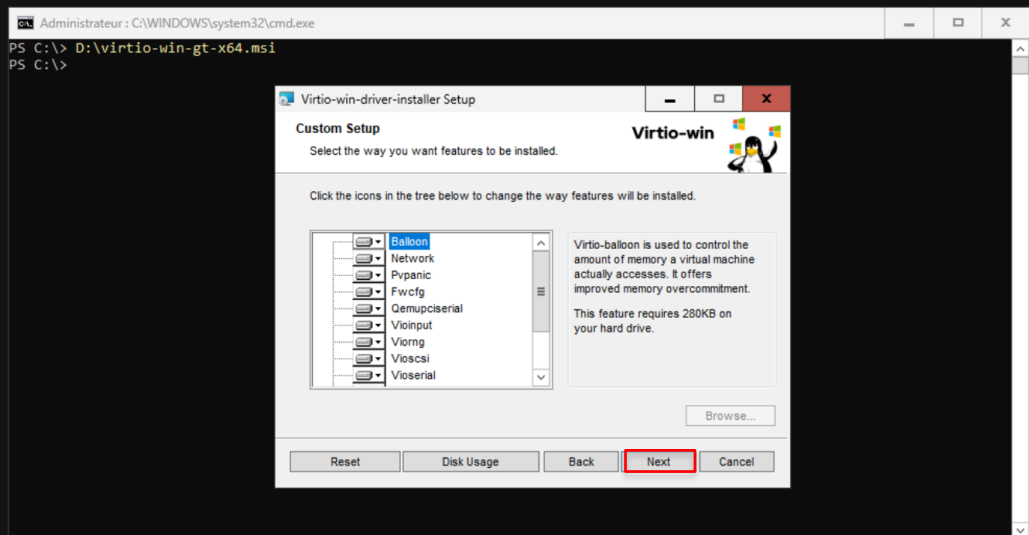 Administrateur : C:\WINDOWS\system32\cmd.exe
PS C:\> D:\virtio-win-gt-x64.msi
PS C:\>
Virtio-win-driver-installer Setup
Custom Setup
Select the way you want features to be installed.
Virtio-win
Click the icons in the tree below to change the way features will be installed.
Balloon
Network
Pvpanic
Fwcfg
Qemupciserial
Vioinput
Viorng
Vioscsi
Vioserial
Virtio-balloon is used to control the
amount of memory a virtual machine
actually accesses. It offers
improved memory overcommitment.
This feature requires 280KB on
your hard drive.
Browse...
Reset
Disk Usage
Back
Next
Cancel